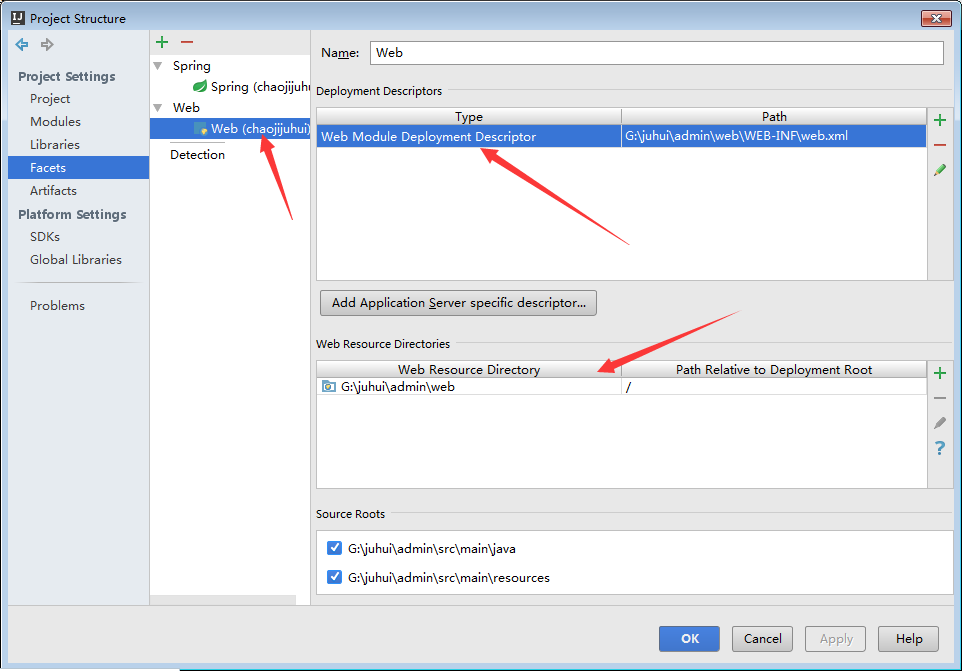 Project Structure
Project Settings
Project
Modules
Libraries
Facets
Artifacts
Platform Settings
SDKs
Global Libraries
Problems
Spring
Spring (chaojijuhui
Web
Web (chaojijuhui)
Detection
Name: Web
Deployment Descriptors
Type Path
Web Module Deployment Descriptor G:\juhui\admin\web\WEB-INF\web.xml
Add Application Server specific descriptor...
Web Resource Directories
Web Resource Directory Path Relative to Deployment Root
G:\juhui\admin\web /
Source Roots
G:\juhui\admin\src\main\java
G:\juhui\admin\src\main\resources
OK Cancel Apply Help